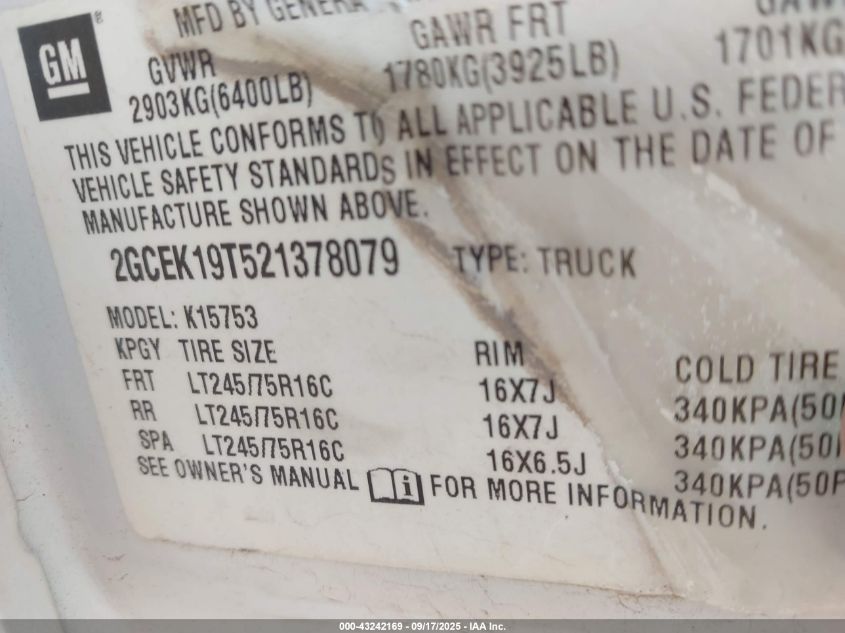 MFD BY GENERA
GM ®
GVWR
2903KG(6400LB)
GAWR FRT
1780KG(3925LB)
GAWR
1701KG
THIS VEHICLE CONFORMS TO ALL APPLICABLE U.S. FEDER
VEHICLE SAFETY STANDARDS IN EFFECT ON THE DATE OF
MANUFACTURE SHOWN ABOVE.
2GCEK19T521378079 TYPE: TRUCK
MODEL: K15753
KPGY TIRE SIZE RIM COLD TIRE
FRT LT245/75R16C 16X7J 340KPA(50
RR LT245/75R16C 16X7J 340KPA(50
SPA LT245/75R16C 16X6.5J 340KPA(50P
SEE OWNER'S MANUAL i FOR MORE INFORMATION.
000-43242169 - 09/17/2025 - IAA Inc.